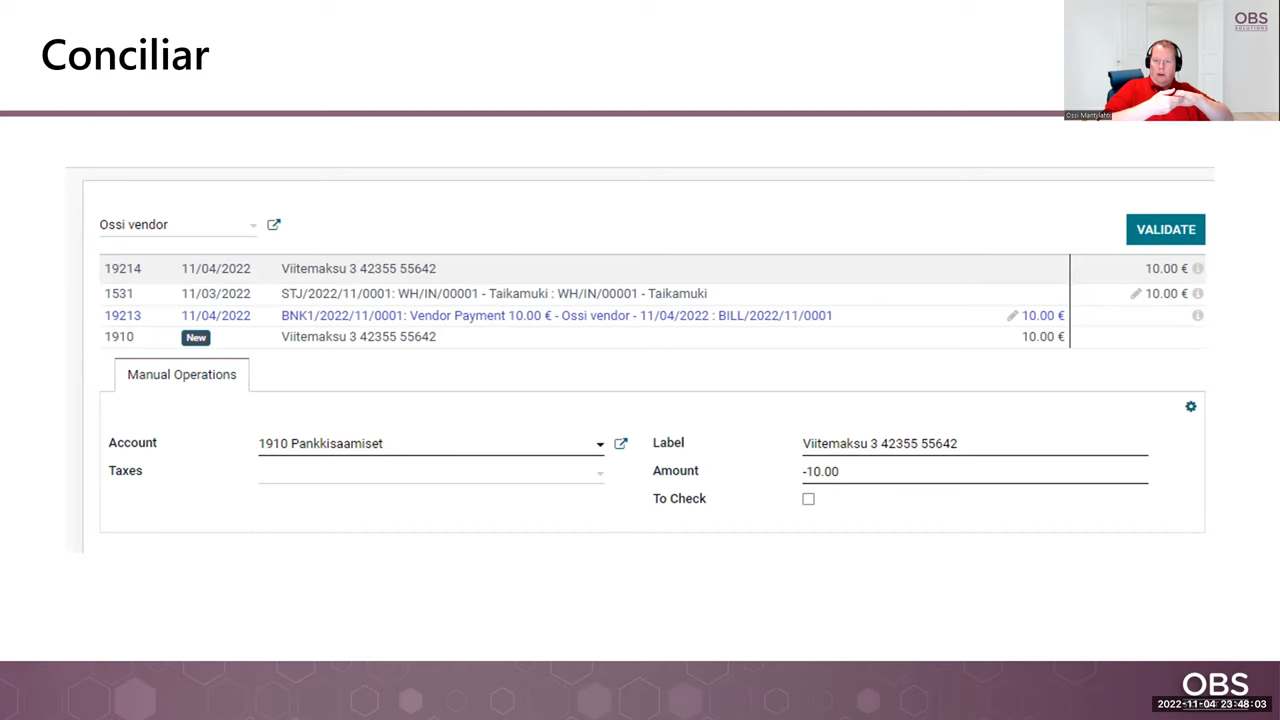 Conciliar
OBS
SOLUTIONS
Ossi Mäntylahti
Ossi vendor
VALIDATE
19214 11/04/2022 Viitemaksu 3 42355 55642 10.00 €
1531 11/03/2022 STJ/2022/11/0001: WH/IN/00001 - Taikamuki : WH/IN/00001 - Taikamuki 10.00 €
19213 11/04/2022 BNK1/2022/11/0001: Vendor Payment 10.00 € - Ossi vendor - 11/04/2022 : BILL/2022/11/0001 10.00 €
1910 New Viitemaksu 3 42355 55642 10.00 €
Manual Operations
Account 1910 Pankkisaamiset Label Viitemaksu 3 42355 55642
Taxes Amount -10.00
To Check
OBS
2022-11-04 23:48:03